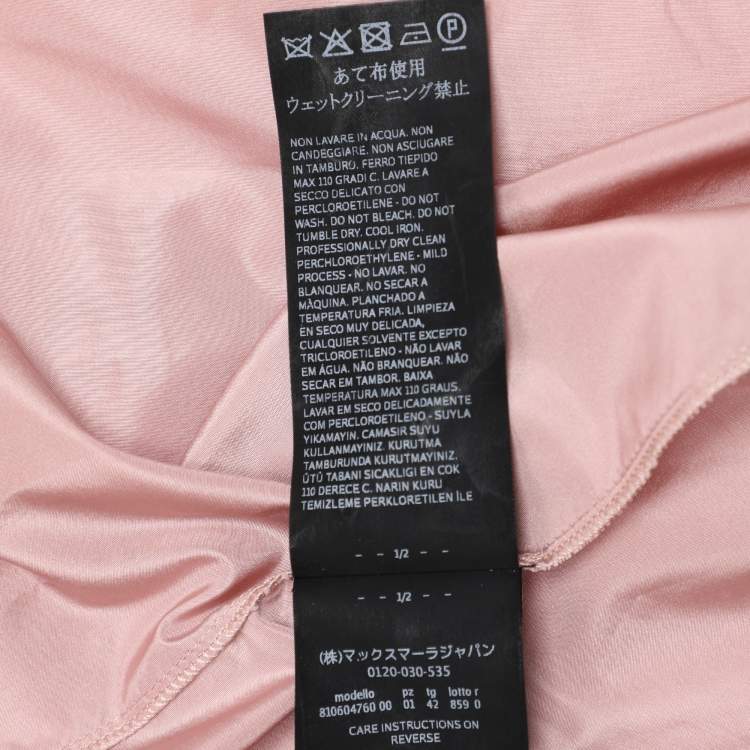 あて布使用
ウェットクリーニング禁止
NON LAVARE IN ACQUA. NON
CANDEGGIARE. NON ASCIUGARE
IN TAMBURO. FERRO TIEPIDO
MAX 110 GRADI C. LAVARE A
SECCO DELICATO CON
PERCLOROETILENE - DO NOT
WASH. DO NOT BLEACH. DO NOT
TUMBLE DRY. COOL IRON.
PROFESSIONALLY DRY CLEAN
PERCHLOROETHYLENE - MILD
PROCESS - NO LAVAR. NO
BLANQUEAR. NO SECAR A
MÀQUINA. PLANCHADO A
TEMPERATURA FRIA. LIMPIEZA
EN SECO MUY DELICADA,
CUALQUIER SOLVENTE EXCEPTO
TRICLOROETILENO - NÃO LAVAR
EM ÁGUA. NÃO BRANQUEAR. NÃO
SECAR EM TAMBOR. BAIXA
TEMPERATURA MAX 110 GRAUS.
LAVAR EM SECO DELICADAMENTE
COM PERCLOROETILENO - SUYLA
YIKAMAYIN. CAMASIR SUYU
KULLANMAYINIZ. KURUTMA
TAMBURUNDA KURUTMAYINIZ.
ÜTÜ TABANI SICAKLIGI EN COK
110 DERECE C. NARIN KURU
TEMIZLEME PERKLORETILEN İLE
- - 1/2 - -
- - 1/2 - -
(株)マックスマーラジャパン
0120-030-535
modello pz tg lotto r
810604760 00 01 42 859 0
CARE INSTRUCTIONS ON
REVERSE